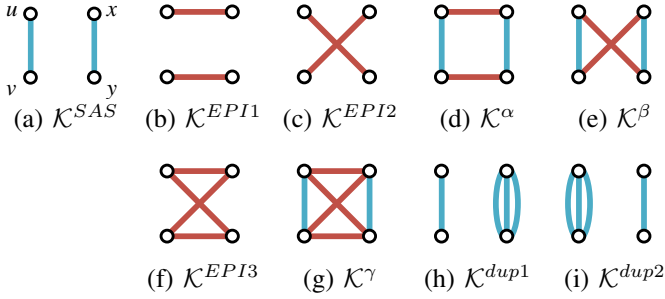 u x
v y
(a) 𝒦^{SAS} (b) 𝒦^{EPI1} (c) 𝒦^{EPI2} (d) 𝒦^α (e) 𝒦^β
(f) 𝒦^{EPI3} (g) 𝒦^γ (h) 𝒦^{dup1} (i) 𝒦^{dup2}